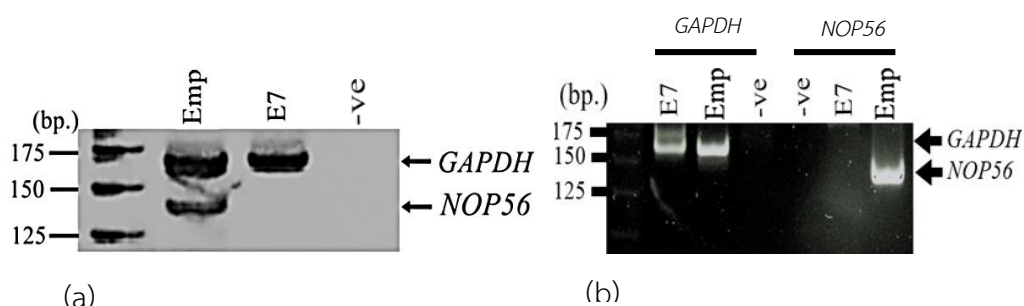 GAPDH NOP56
(bp.) Emp E7 -ve
175
150
125
GAPDH
NOP56
(a)
(bp.) E7 Emp -ve -ve E7 Emp
175
150
125
GAPDH
NOP56
(b)